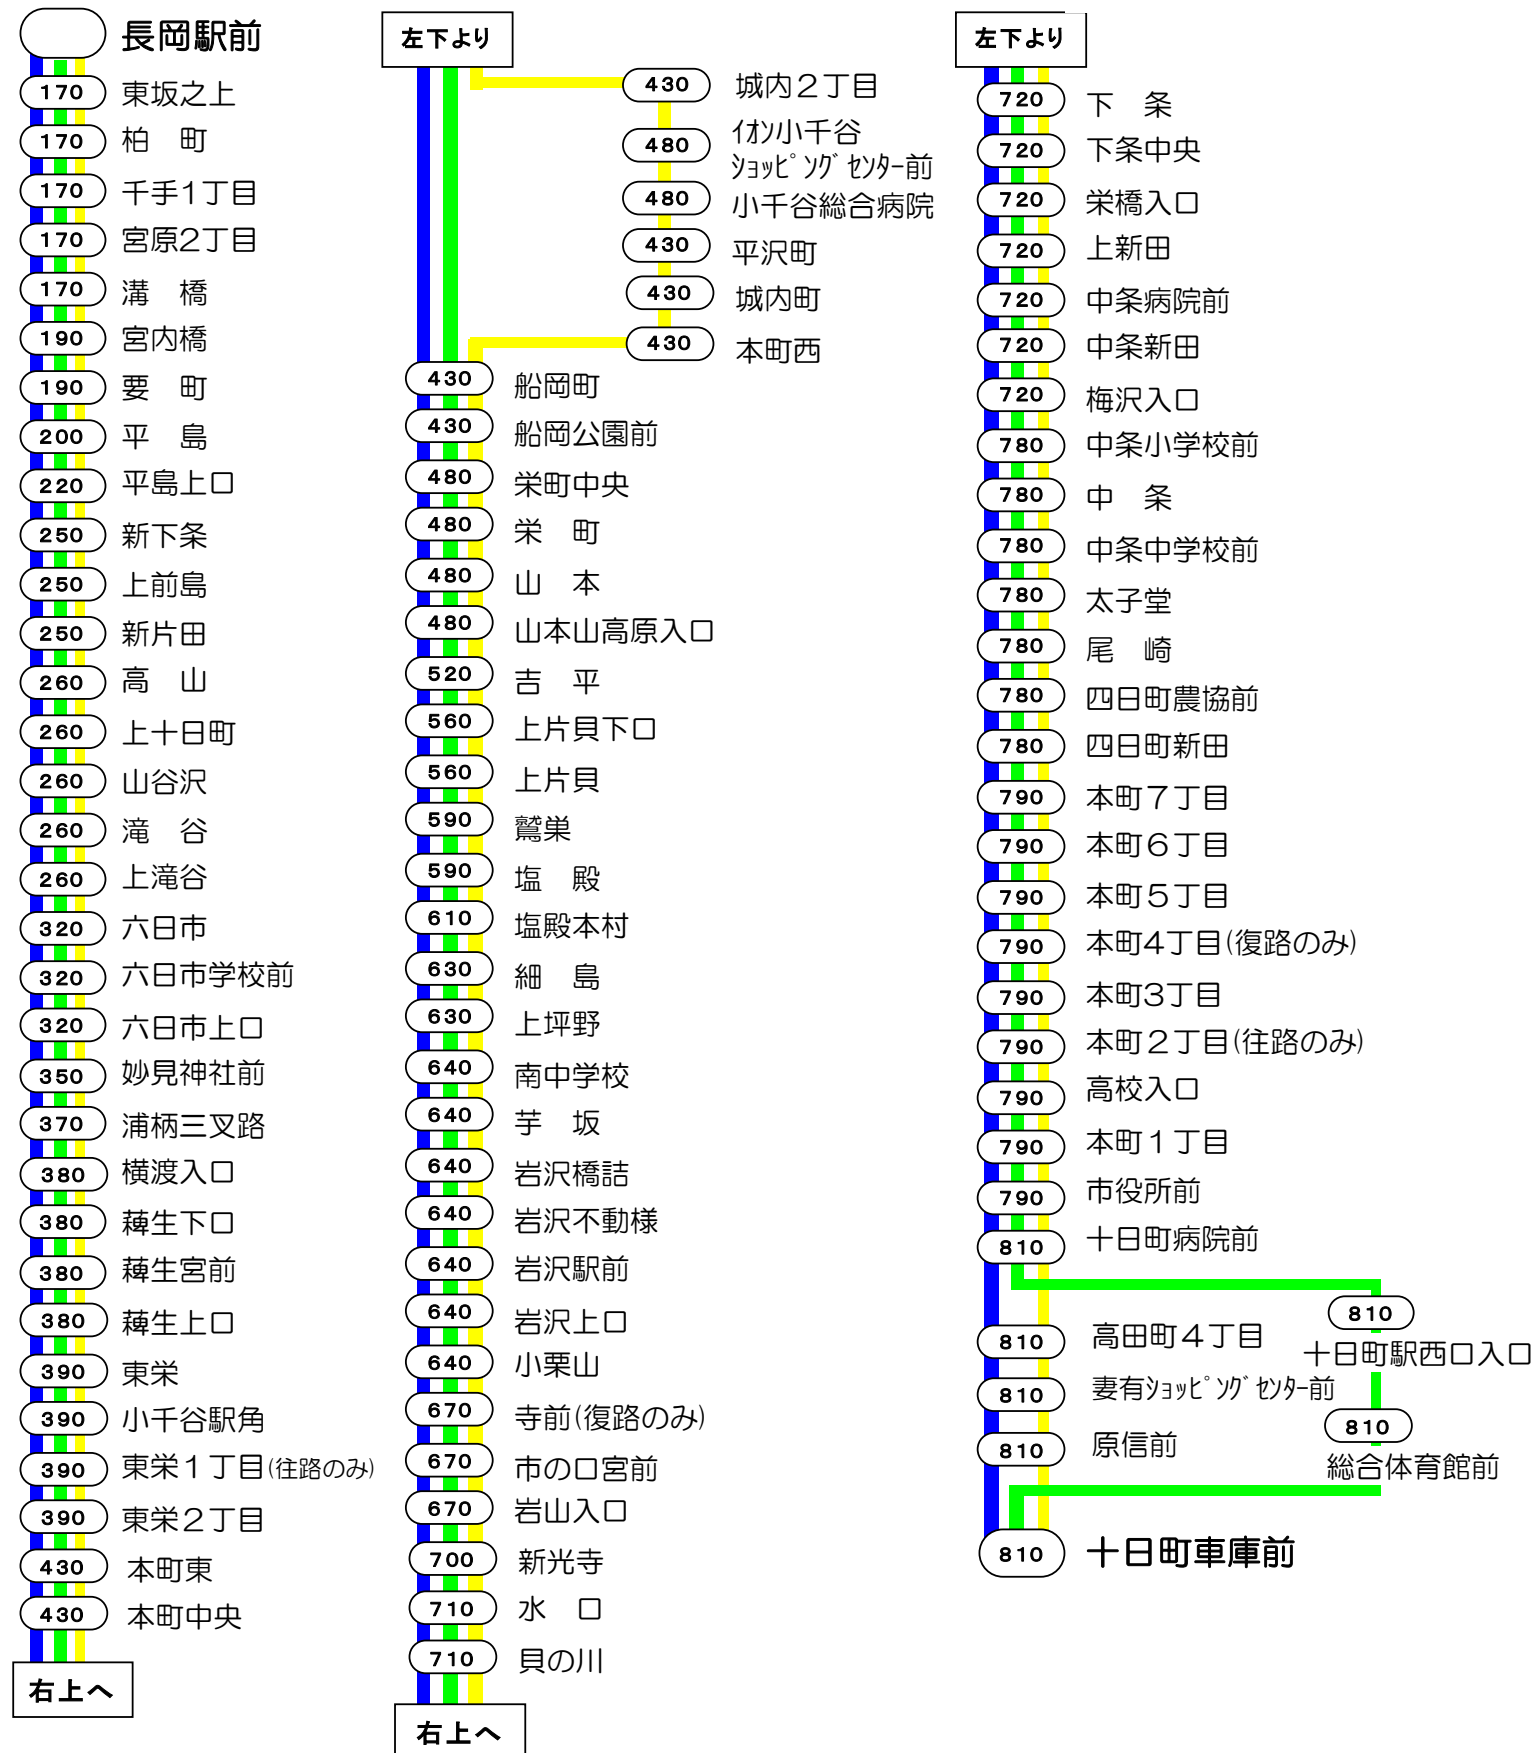 長岡駅前
170 東坂之上
170 柏　町
170 千手1丁目
170 宮原2丁目
170 溝　橋
190 宮内橋
190 要　町
200 平　島
220 平島上口
250 新下条
250 上前島
250 新片田
260 高　山
260 上十日町
260 山谷沢
260 滝　谷
260 上滝谷
320 六日市
320 六日市学校前
320 六日市上口
350 妙見神社前
370 浦柄三叉路
380 横渡入口
380 薭生下口
380 薭生宮前
380 薭生上口
390 東栄
390 小千谷駅角
390 東栄１丁目(往路のみ)
390 東栄２丁目
430 本町東
430 本町中央
右上へ
左下より
430 城内２丁目
480 ｲｵﾝ小千谷
ｼｮｯﾋﾟﾝｸﾞｾﾝﾀｰ前
480 小千谷総合病院
430 平沢町
430 城内町
430 本町西
430 船岡町
430 船岡公園前
480 栄町中央
480 栄　町
480 山　本
480 山本山高原入口
520 吉　平
560 上片貝下口
560 上片貝
590 鷲巣
590 塩　殿
610 塩殿本村
630 細　島
630 上坪野
640 南中学校
640 芋　坂
640 岩沢橋詰
640 岩沢不動様
640 岩沢駅前
640 岩沢上口
640 小栗山
670 寺前(復路のみ)
670 市の口宮前
670 岩山入口
700 新光寺
710 水　口
710 貝の川
右上へ
左下より
720 下　条
720 下条中央
720 栄橋入口
720 上新田
720 中条病院前
720 中条新田
720 梅沢入口
780 中条小学校前
780 中　条
780 中条中学校前
780 太子堂
780 尾　崎
780 四日町農協前
780 四日町新田
790 本町７丁目
790 本町６丁目
790 本町５丁目
790 本町4丁目(復路のみ)
790 本町3丁目
790 本町２丁目(往路のみ)
790 高校入口
790 本町１丁目
790 市役所前
810 十日町病院前
810 高田町４丁目
810 妻有ｼｮｯﾋﾟﾝｸﾞｾﾝﾀｰ前
810 原信前
810 十日町駅西口入口
810 総合体育館前
810 十日町車庫前